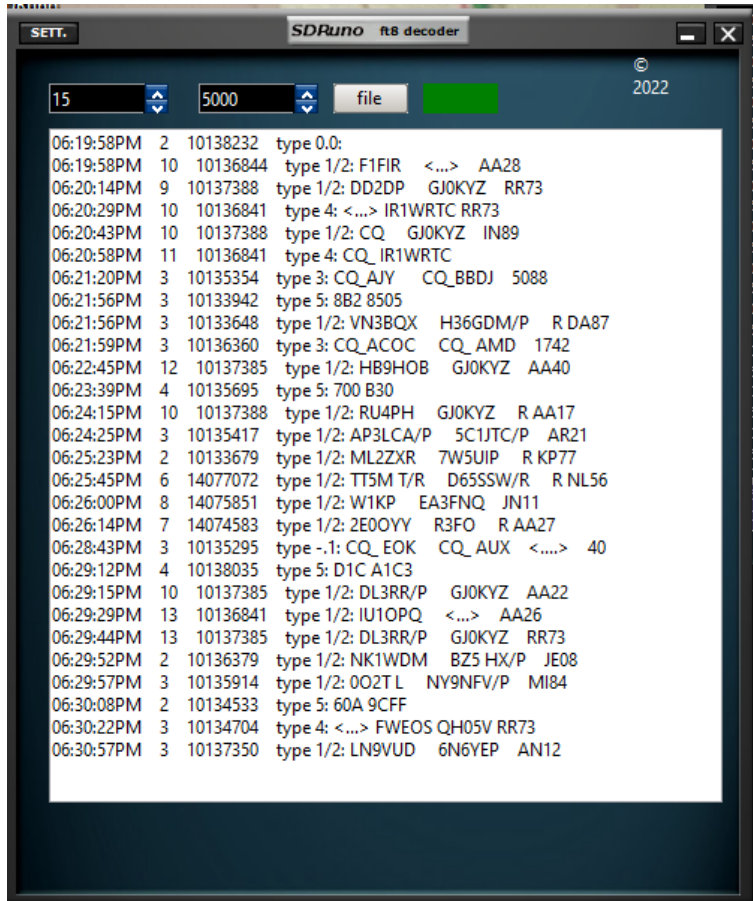 SETT. SDRuno ft8 decoder
©
15 5000 file 2022
06:19:58PM 2 10138232 type 0.0:
06:19:58PM 10 10136844 type 1/2: F1FIR <...> AA28
06:20:14PM 9 10137388 type 1/2: DD2DP GJ0KYZ RR73
06:20:29PM 10 10136841 type 4: <...> IR1WRTC RR73
06:20:43PM 10 10137388 type 1/2: CQ GJ0KYZ IN89
06:20:58PM 11 10136841 type 4: CQ_ IR1WRTC
06:21:20PM 3 10135354 type 3: CQ_AJY CQ_BBDJ 5088
06:21:56PM 3 10133942 type 5: 8B2 8505
06:21:56PM 3 10133648 type 1/2: VN3BQX H36GDM/P R DA87
06:21:59PM 3 10136360 type 3: CQ_ACOC CQ_ AMD 1742
06:22:45PM 12 10137385 type 1/2: HB9HOB GJ0KYZ AA40
06:23:39PM 4 10135695 type 5: 700 B30
06:24:15PM 10 10137388 type 1/2: RU4PH GJ0KYZ R AA17
06:24:25PM 3 10135417 type 1/2: AP3LCA/P 5C1JTC/P AR21
06:25:23PM 2 10133679 type 1/2: ML2ZXR 7W5UIP R KP77
06:25:45PM 6 14077072 type 1/2: TT5M T/R D65SSW/R R NL56
06:26:00PM 8 14075851 type 1/2: W1KP EA3FNQ JN11
06:26:14PM 7 14074583 type 1/2: 2E0OYY R3FO R AA27
06:28:43PM 3 10135295 type -.1: CQ_ EOK CQ_ AUX <....> 40
06:29:12PM 4 10138035 type 5: D1C A1C3
06:29:15PM 10 10137385 type 1/2: DL3RR/P GJ0KYZ AA22
06:29:29PM 13 10136841 type 1/2: IU1OPQ <...> AA26
06:29:44PM 13 10137385 type 1/2: DL3RR/P GJ0KYZ RR73
06:29:52PM 2 10136379 type 1/2: NK1WDM BZ5 HX/P JE08
06:29:57PM 3 10135914 type 1/2: 0O2T L NY9NFV/P MI84
06:30:08PM 2 10134533 type 5: 60A 9CFF
06:30:22PM 3 10134704 type 4: <...> FWEOS QH05V RR73
06:30:57PM 3 10137350 type 1/2: LN9VUD 6N6YEP AN12